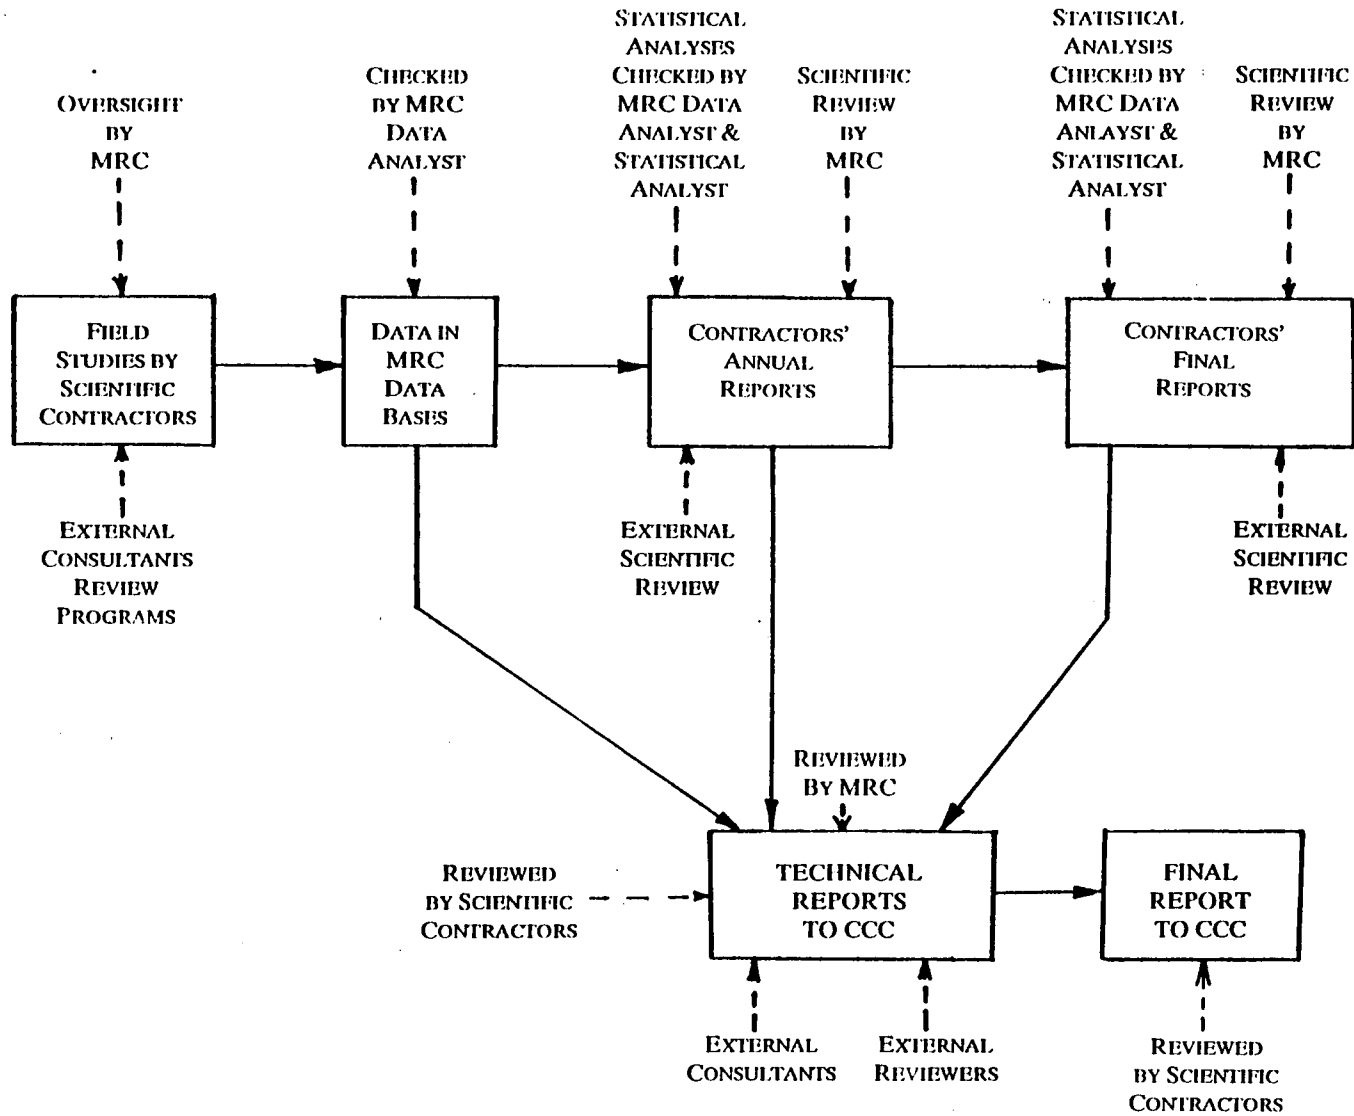 OVERSIGHT
BY
MRC
CHECKED
BY MRC
DATA
ANALYST
STATISTICAL
ANALYSES
CHECKED BY
MRC DATA
ANALYST &
STATISTICAL
ANALYST
SCIENTIFIC
REVIEW
BY
MRC
STATISTICAL
ANALYSES
CHECKED BY
MRC DATA
ANLAYST &
STATISTICAL
ANALYST
SCIENTIFIC
REVIEW
BY
MRC
FIELD
STUDIES BY
SCIENTIFIC
CONTRACTORS
DATA IN
MRC
DATA
BASES
CONTRACTORS'
ANNUAL
REPORTS
CONTRACTORS'
FINAL
REPORTS
EXTERNAL
CONSULTANTS
REVIEW
PROGRAMS
EXTERNAL
SCIENTIFIC
REVIEW
EXTERNAL
SCIENTIFIC
REVIEW
REVIEWED
BY MRC
REVIEWED
BY SCIENTIFIC
CONTRACTORS
TECHNICAL
REPORTS
TO CCC
FINAL
REPORT
TO CCC
EXTERNAL
CONSULTANTS
EXTERNAL
REVIEWERS
REVIEWED
BY SCIENTIFIC
CONTRACTORS